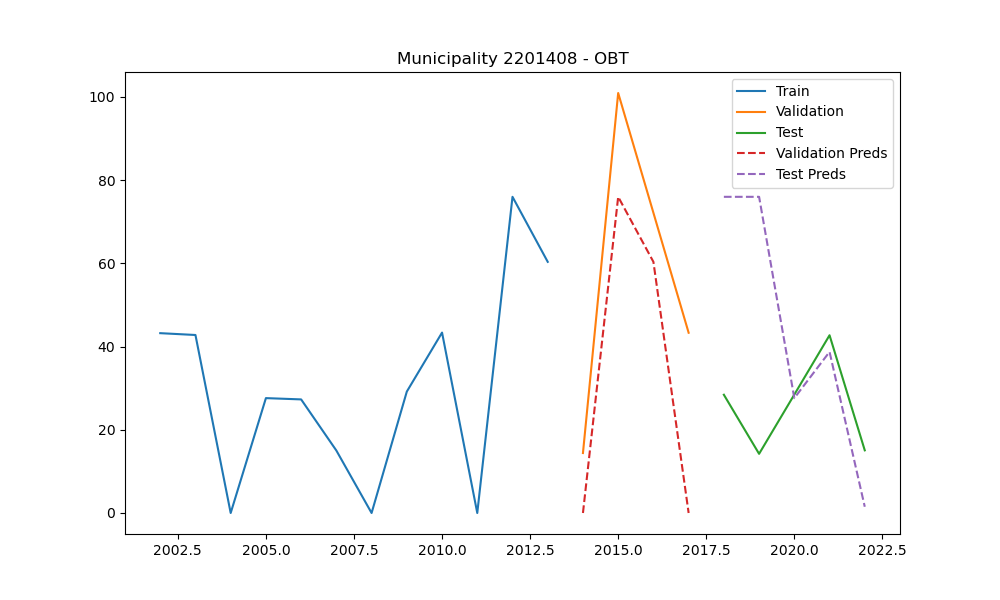 Municipality 2201408 - OBT
Train
Validation
Test
Validation Preds
Test Preds
100
80
60
40
20
0
2002.5 2005.0 2007.5 2010.0 2012.5 2015.0 2017.5 2020.0 2022.5